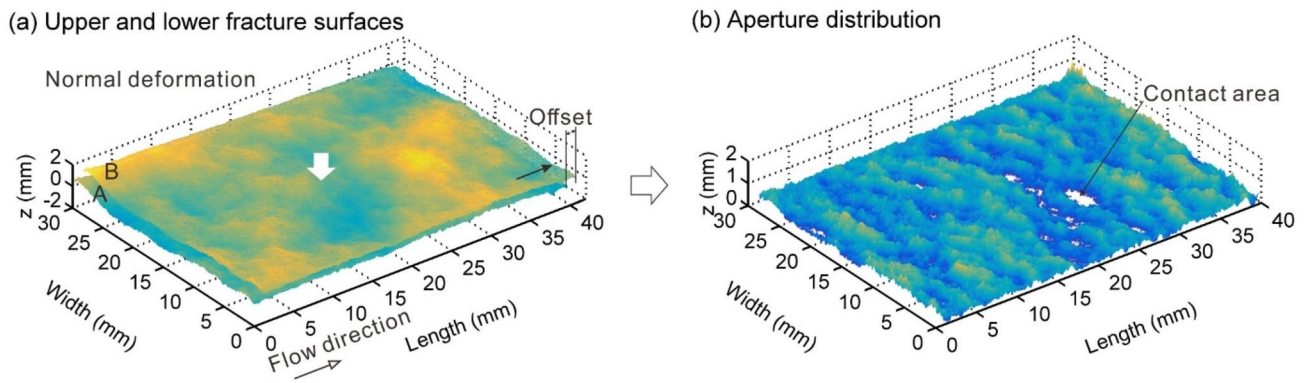 (a) Upper and lower fracture surfaces
Normal deformation
Offset
B
A
2
0
-2
z (mm)
30
25
20
15
10
5
0
Width (mm)
0
5
10
15
20
25
30
35
40
Length (mm)
Flow direction
(b) Aperture distribution
Contact area
2
1
0
z (mm)
30
25
20
15
10
5
0
Width (mm)
0
5
10
15
20
25
30
35
40
Length (mm)